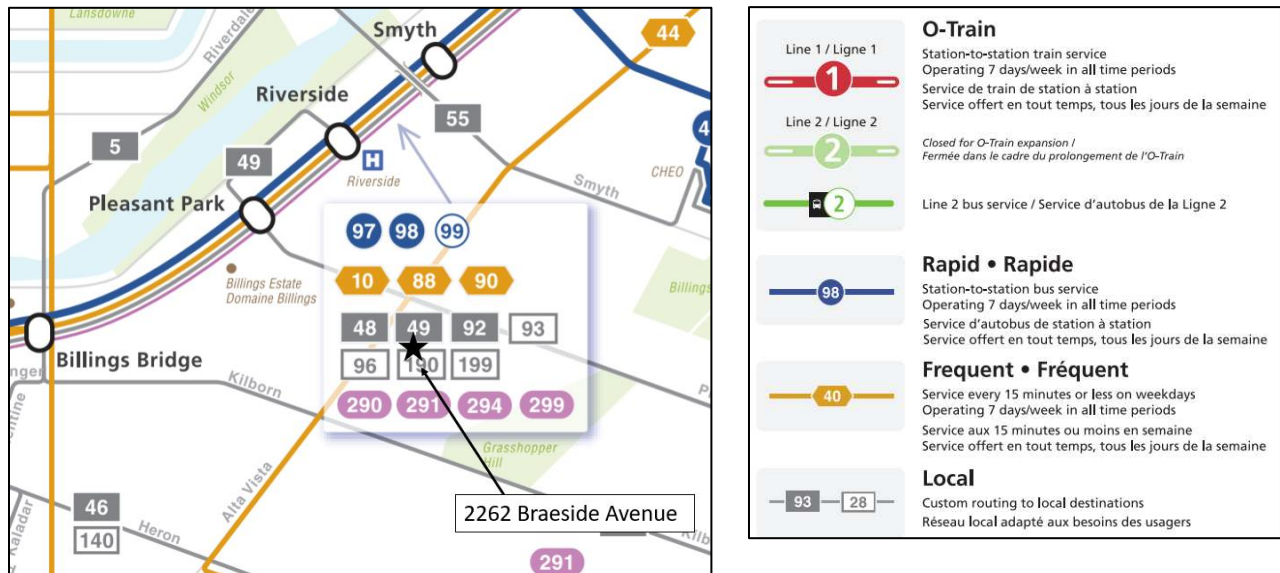 Lansdowne
Smyth
44
Riverdale
Windsor
Riverside
5
55
49
H
Riverside
CHEO
Smyth
Pleasant Park
97 98 99
10 88 90
Billings Estate
Domaine Billings
Billings
48 49 92 93
Billings Bridge
96 190 199
Kilborn
290 291 294 299
Grasshopper
Hill
Alta Vista
2262 Braeside Avenue
46
Heron
140
Kaladar
291
O-Train
Line 1 / Ligne 1
1
Station-to-station train service
Operating 7 days/week in all time periods
Service de train de station à station
Service offert en tout temps, tous les jours de la semaine
Line 2 / Ligne 2
2
Closed for O-Train expansion /
Fermée dans le cadre du prolongement de l'O-Train
2
Line 2 bus service / Service d'autobus de la Ligne 2
Rapid • Rapide
98
Station-to-station bus service
Operating 7 days/week in all time periods
Service d'autobus de station à station
Service offert en tout temps, tous les jours de la semaine
Frequent • Fréquent
40
Service every 15 minutes or less on weekdays
Operating 7 days/week in all time periods
Service aux 15 minutes ou moins en semaine
Service offert en tout temps, tous les jours de la semaine
Local
93 28
Custom routing to local destinations
Réseau local adapté aux besoins des usagers